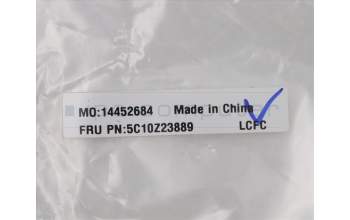 MO:14452684 Made in China
FRU PN:5C10Z23889 LCFC